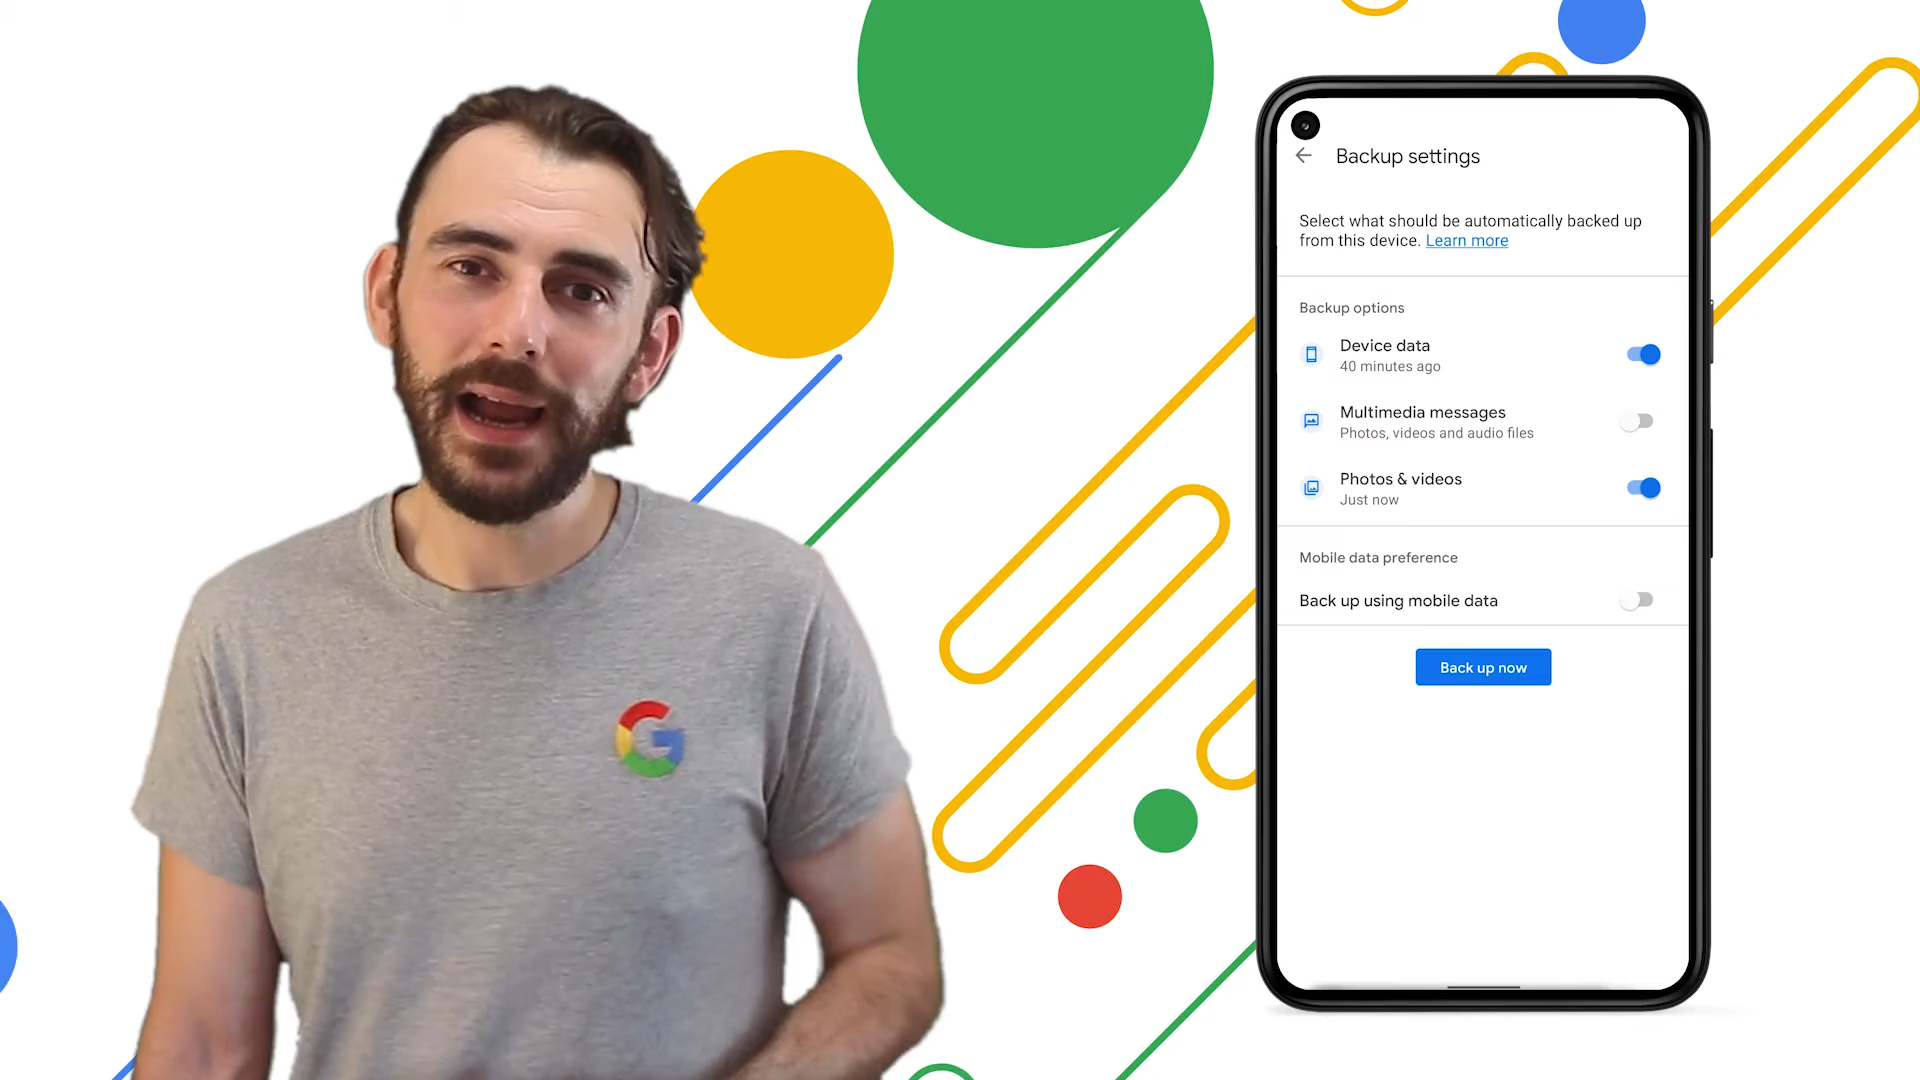 Backup settings
Select what should be automatically backed up
from this device. Learn more
Backup options
Device data
40 minutes ago
Multimedia messages
Photos, videos and audio files
Photos & videos
Just now
Mobile data preference
Back up using mobile data
Back up now
G